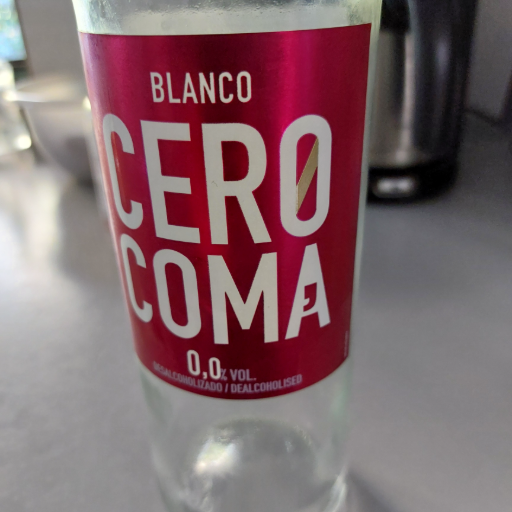 BLANCO
CERO
COMA
0,0% VOL.
DESALCOHOLIZADO / DEALCOHOLISED